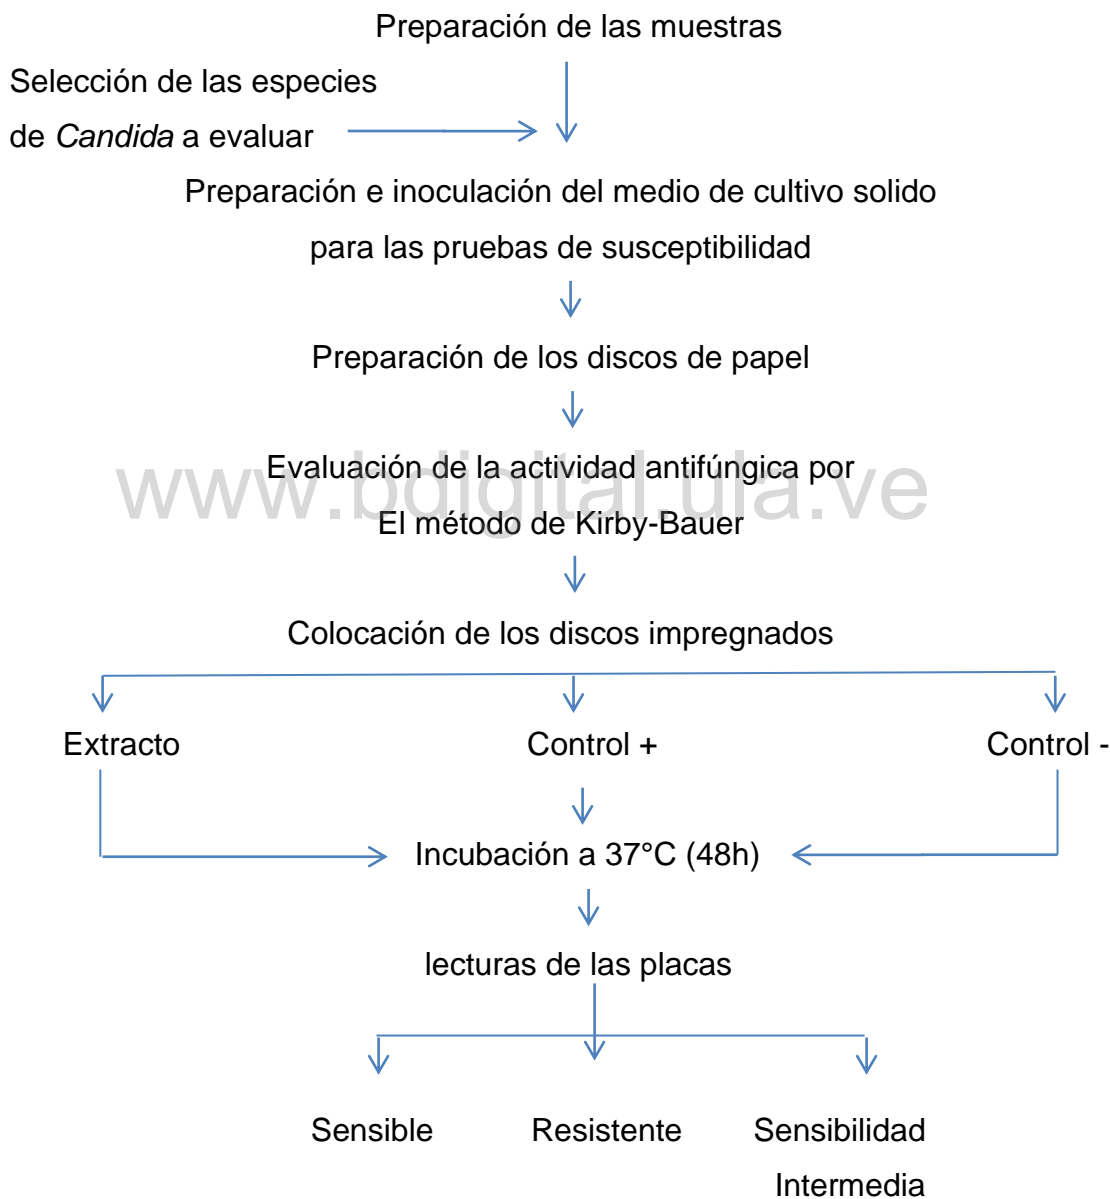 Preparación de las muestras
Selección de las especies
de Candida a evaluar
Preparación e inoculación del medio de cultivo solido
para las pruebas de susceptibilidad
Preparación de los discos de papel
Evaluación de la actividad antifúngica por
www.bdigital.ula.ve
El método de Kirby-Bauer
Colocación de los discos impregnados
Extracto
Control +
Control -
Incubación a 37°C (48h)
lecturas de las placas
Sensible
Resistente
Sensibilidad
Intermedia